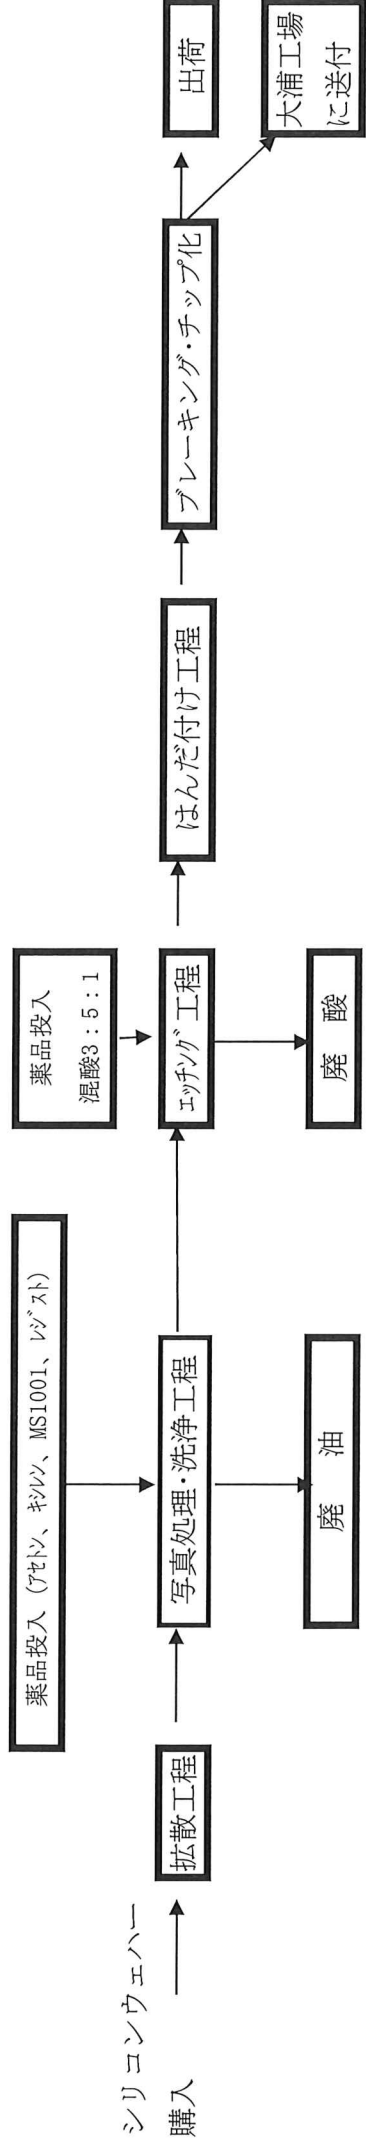 シリコンウェハー
購入
拡散工程
薬品投入 (アセトン、キシレン、MS1001、レジスト)
写真処理・洗浄工程
廃 油
薬品投入
混酸3:5:1
エッチング工程
廃 酸
はんだ付け工程
ブレーキング・チップ化
出荷
大浦工場
に送付